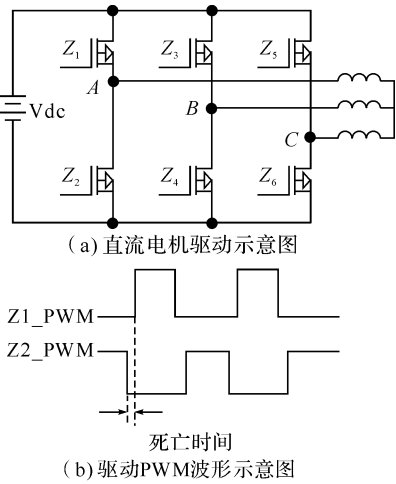 Z1
Z3
Z5
A
B
C
Vdc
Z2
Z4
Z6
(a)直流电机驱动示意图
Z1_PWM
Z2_PWM
死亡时间
(b)驱动PWM波形示意图